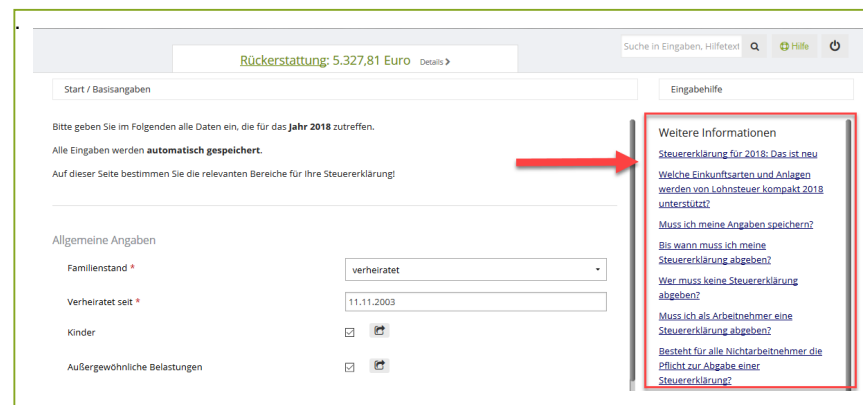 .
Suche in Eingaben, Hilfetext
Hilfe
Rückerstattung: 5.327,81 Euro Details
Start / Basisangaben
Eingabehilfe
Bitte geben Sie im Folgenden alle Daten ein, die für das Jahr 2018 zutreffen.
Alle Eingaben werden automatisch gespeichert.
Auf dieser Seite bestimmen Sie die relevanten Bereiche für Ihre Steuererklärung!
Allgemeine Angaben
Familienstand *
verheiratet
Verheiratet seit *
11.11.2003
Kinder
Außergewöhnliche Belastungen
Weitere Informationen
Steuererklärung für 2018: Das ist neu
Welche Einkunftsarten und Anlagen
werden von Lohnsteuer kompakt 2018
unterstützt?
Muss ich meine Angaben speichern?
Bis wann muss ich meine
Steuererklärung abgeben?
Wer muss keine Steuererklärung
abgeben?
Muss ich als Arbeitnehmer eine
Steuererklärung abgeben?
Besteht für alle Nichtarbeitnehmer die
Pflicht zur Abgabe einer
Steuererklärung?